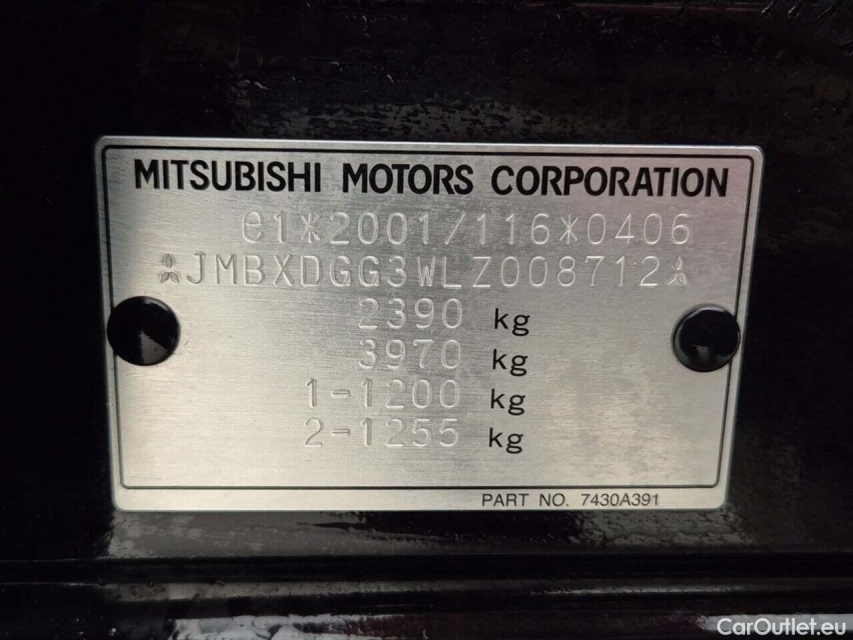 MITSUBISHI MOTORS CORPORATION
e1*2001/116*0406
JMBXDGG3WLZ008712
2390 kg
3970 kg
1-1200 kg
2-1255 kg
PART NO. 7430A391
CarOutlet.eu